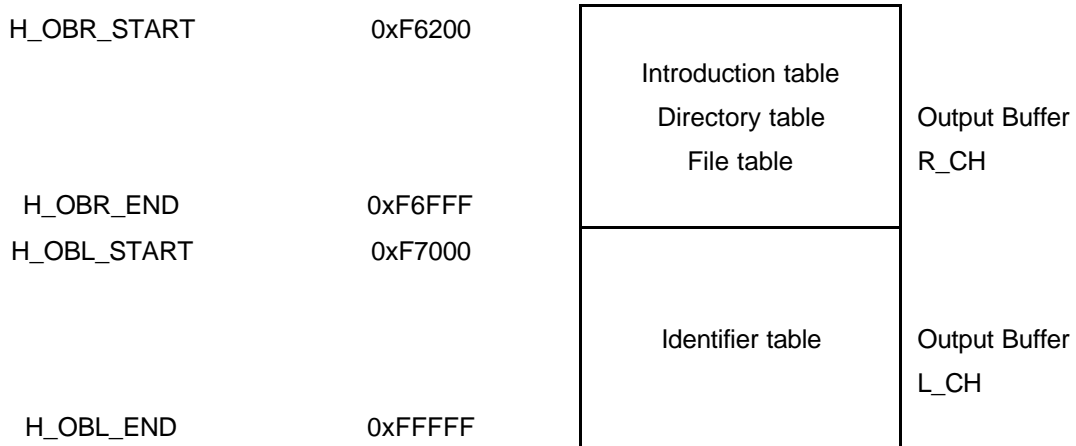 H_OBR_START 0xF6200
Introduction table
Directory table Output Buffer
File table R_CH
H_OBR_END 0xF6FFF
H_OBL_START 0xF7000
Identifier table Output Buffer
L_CH
H_OBL_END 0xFFFFF